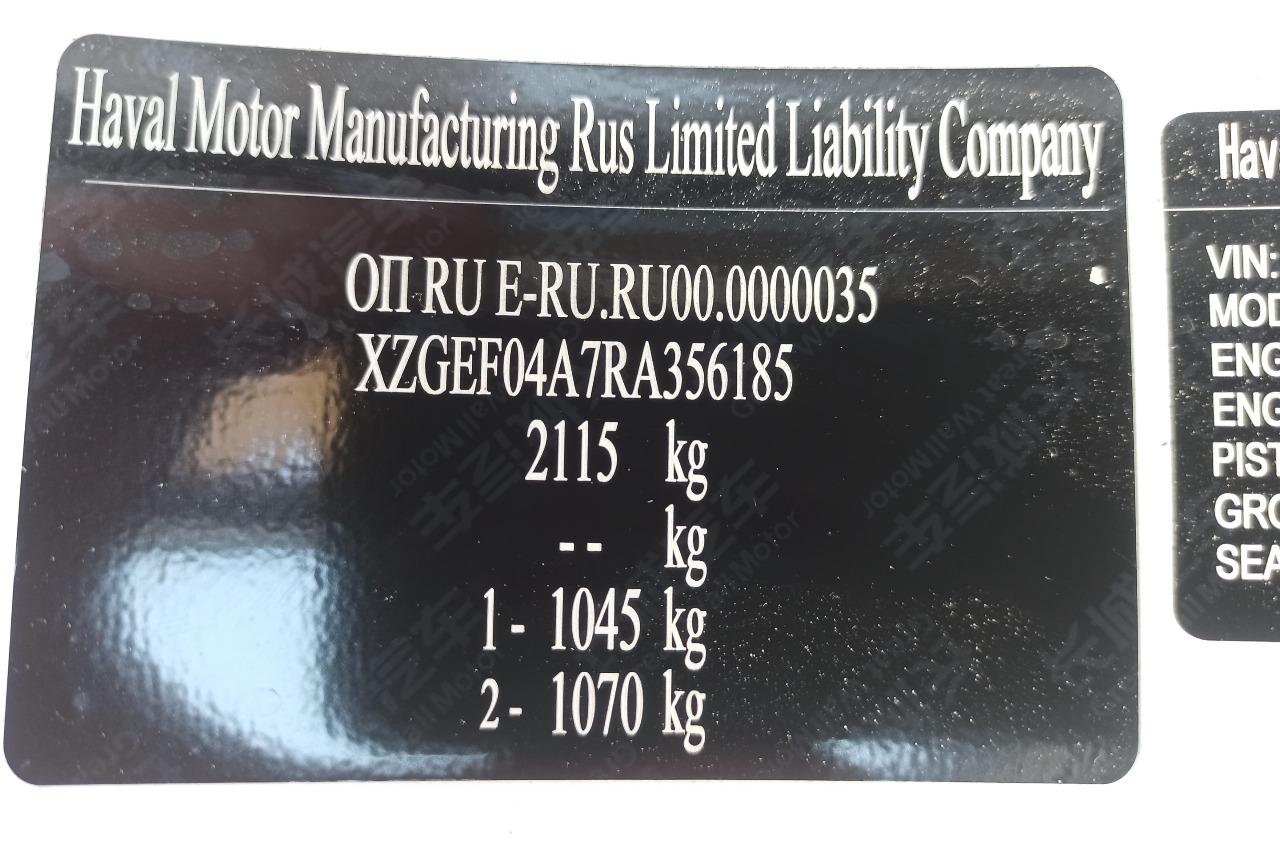 Haval Motor Manufacturing Rus Limited Liability Company
ОП RU E-RU.RU00.0000035
XZGEF04A7RA356185
2115 kg
-- kg
1 - 1045 kg
2 - 1070 kg
Hav
VIN:
MOD
ENG
ENG
PIST
GRO
SEA